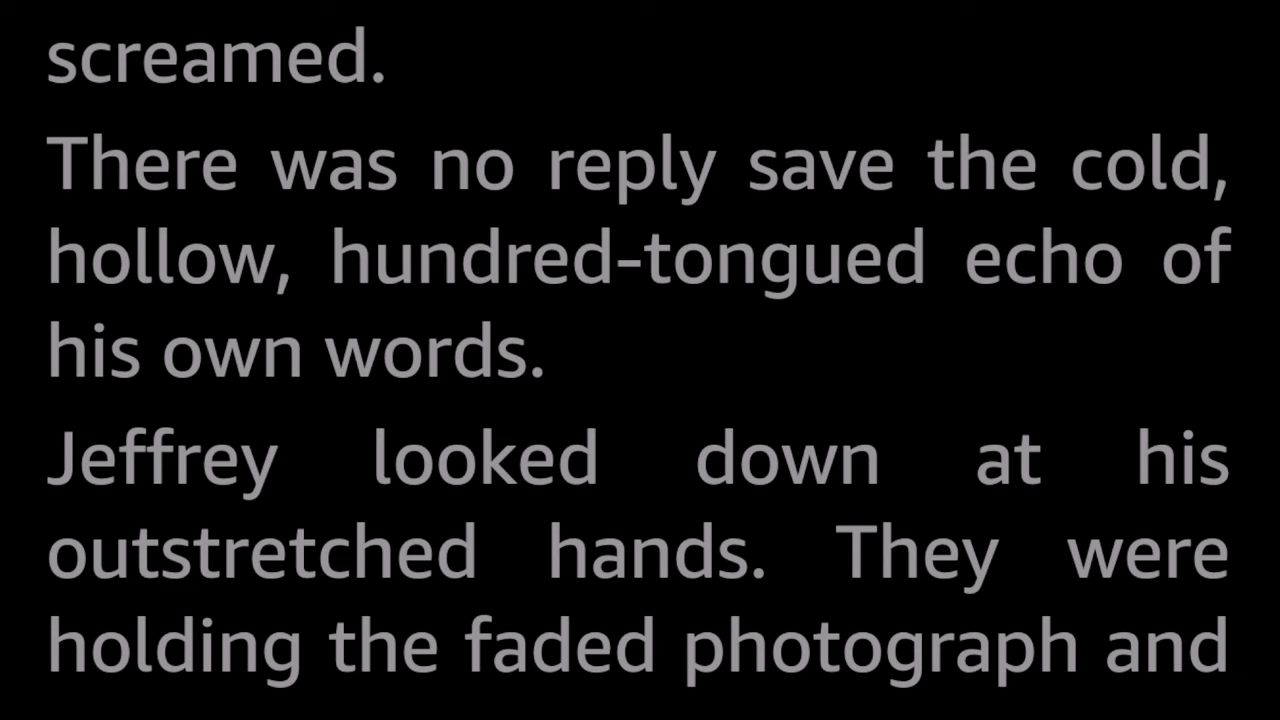 screamed.
There was no reply save the cold,
hollow, hundred-tongued echo of
his own words.
Jeffrey looked down at his
outstretched hands. They were
holding the faded photograph and